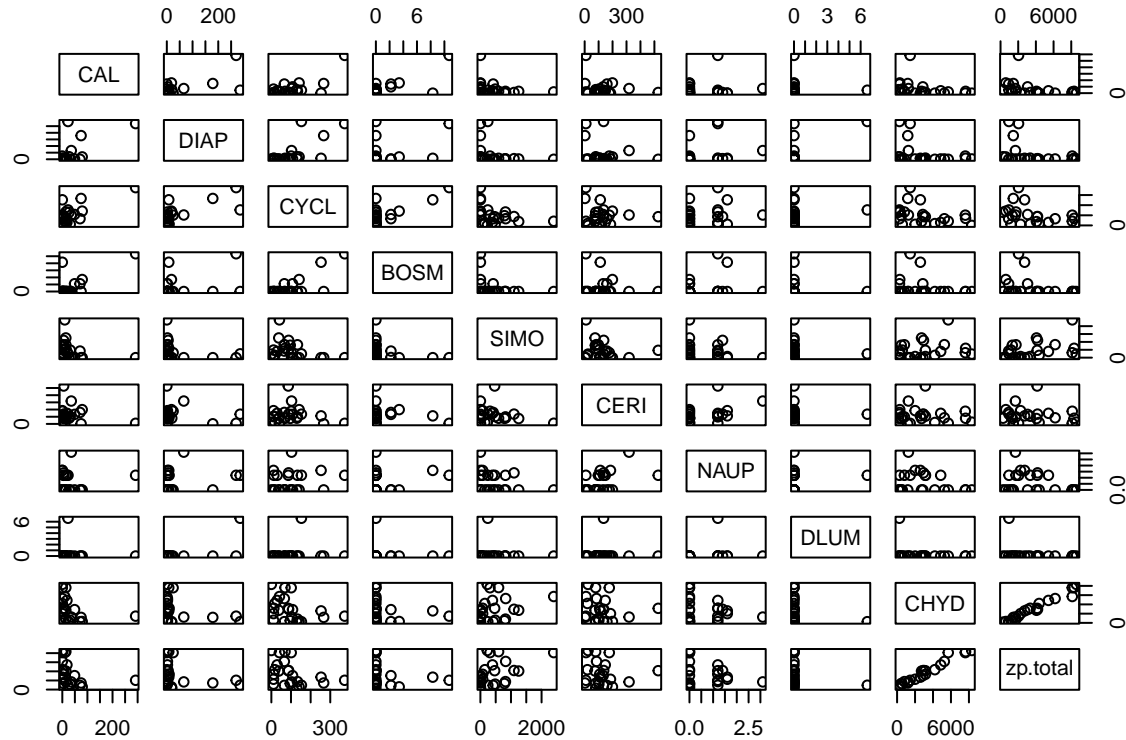 0 200 0 6 0 300 0 3 6 0 6000
CAL 0
0 DIAP
CYCL 0
0 BOSM
SIMO 0
0 CERI
NAUP 0.0
6 0 DLUM
CHYD 0
0 zp.total
0 200 0 300 0 2000 0.0 2.5 0 6000